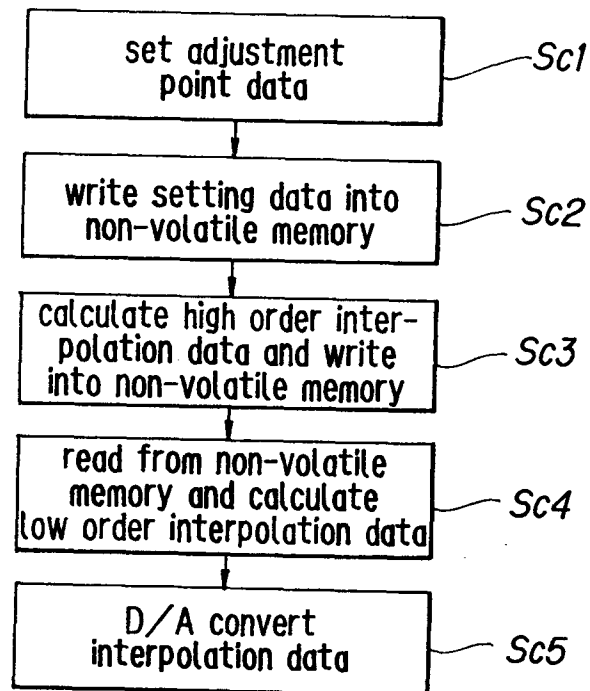 set adjustment
point data
Sc1
write setting data into
non-volatile memory
Sc2
calculate high order inter-
polation data and write
into non-volatile memory
Sc3
read from non-volatile
memory and calculate
low order interpolation data
Sc4
D/A convert
interpolation data
Sc5